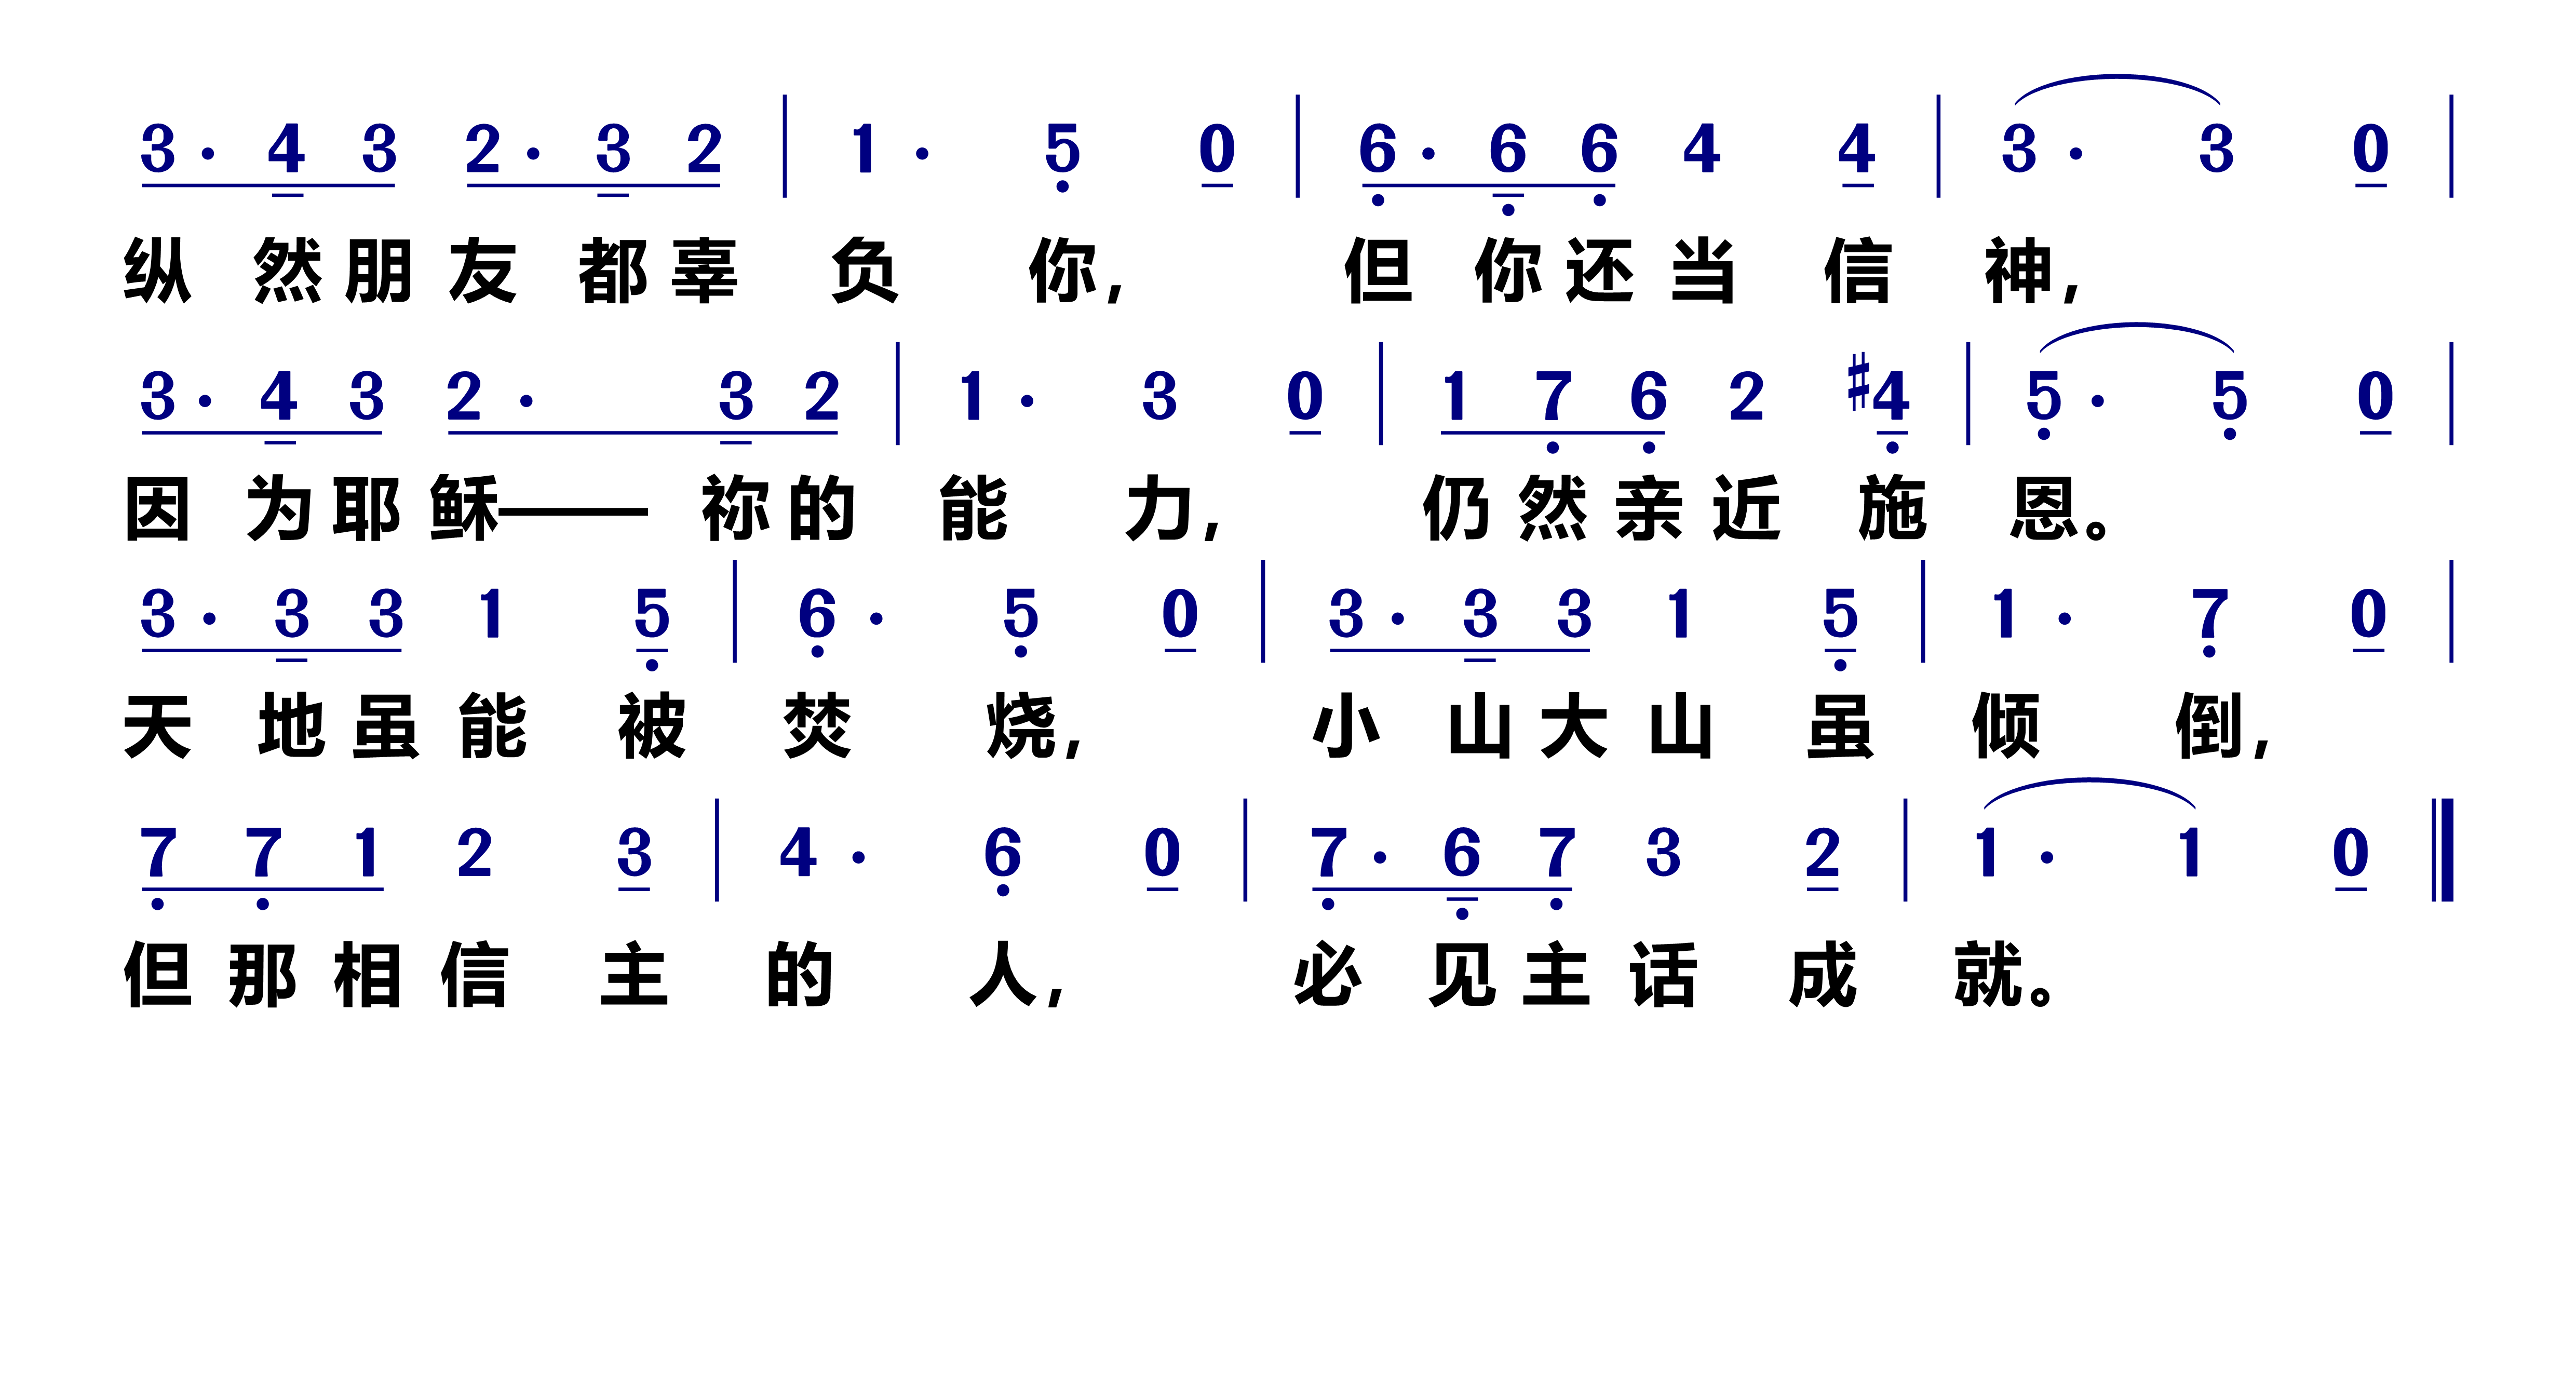 3· 4 3 2· 3 2 | 1· 5 0 | 6· 6 6 4 4 | 3· 3 0 |
纵然朋友都辜负你，但你还当信神，
3· 4 3 2· 3 2 | 1· 3 0 | 1 7 6 2 ♯4 | 5· 5 0 |
因为耶稣——祢的能力，仍然亲近施恩。
3· 3 3 1 5 | 6· 5 0 | 3· 3 3 1 5 | 1· 7 0 |
天地虽能被焚烧，小山大山虽倾倒，
7 7 1 2 3 | 4· 6 0 | 7· 6 7 3 2 | 1· 1 0 ‖
但那相信主的人，必见主话成就。